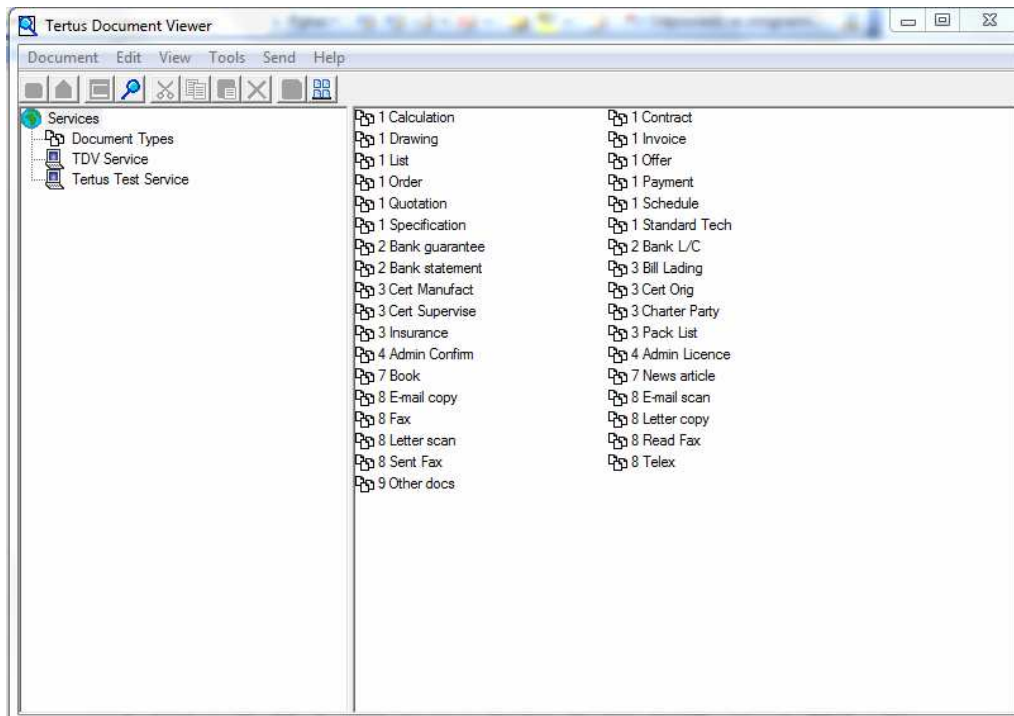 Tertus Document Viewer
Document Edit View Tools Send Help
Services
Document Types
TDV Service
Tertus Test Service
1 Calculation 1 Contract
1 Drawing 1 Invoice
1 List 1 Offer
1 Order 1 Payment
1 Quotation 1 Schedule
1 Specification 1 Standard Tech
2 Bank guarantee 2 Bank L/C
2 Bank statement 3 Bill Lading
3 Cert Manufact 3 Cert Orig
3 Cert Supervise 3 Charter Party
3 Insurance 3 Pack List
4 Admin Confirm 4 Admin Licence
7 Book 7 News article
8 E-mail copy 8 E-mail scan
8 Fax 8 Letter copy
8 Letter scan 8 Read Fax
8 Sent Fax 8 Telex
9 Other docs